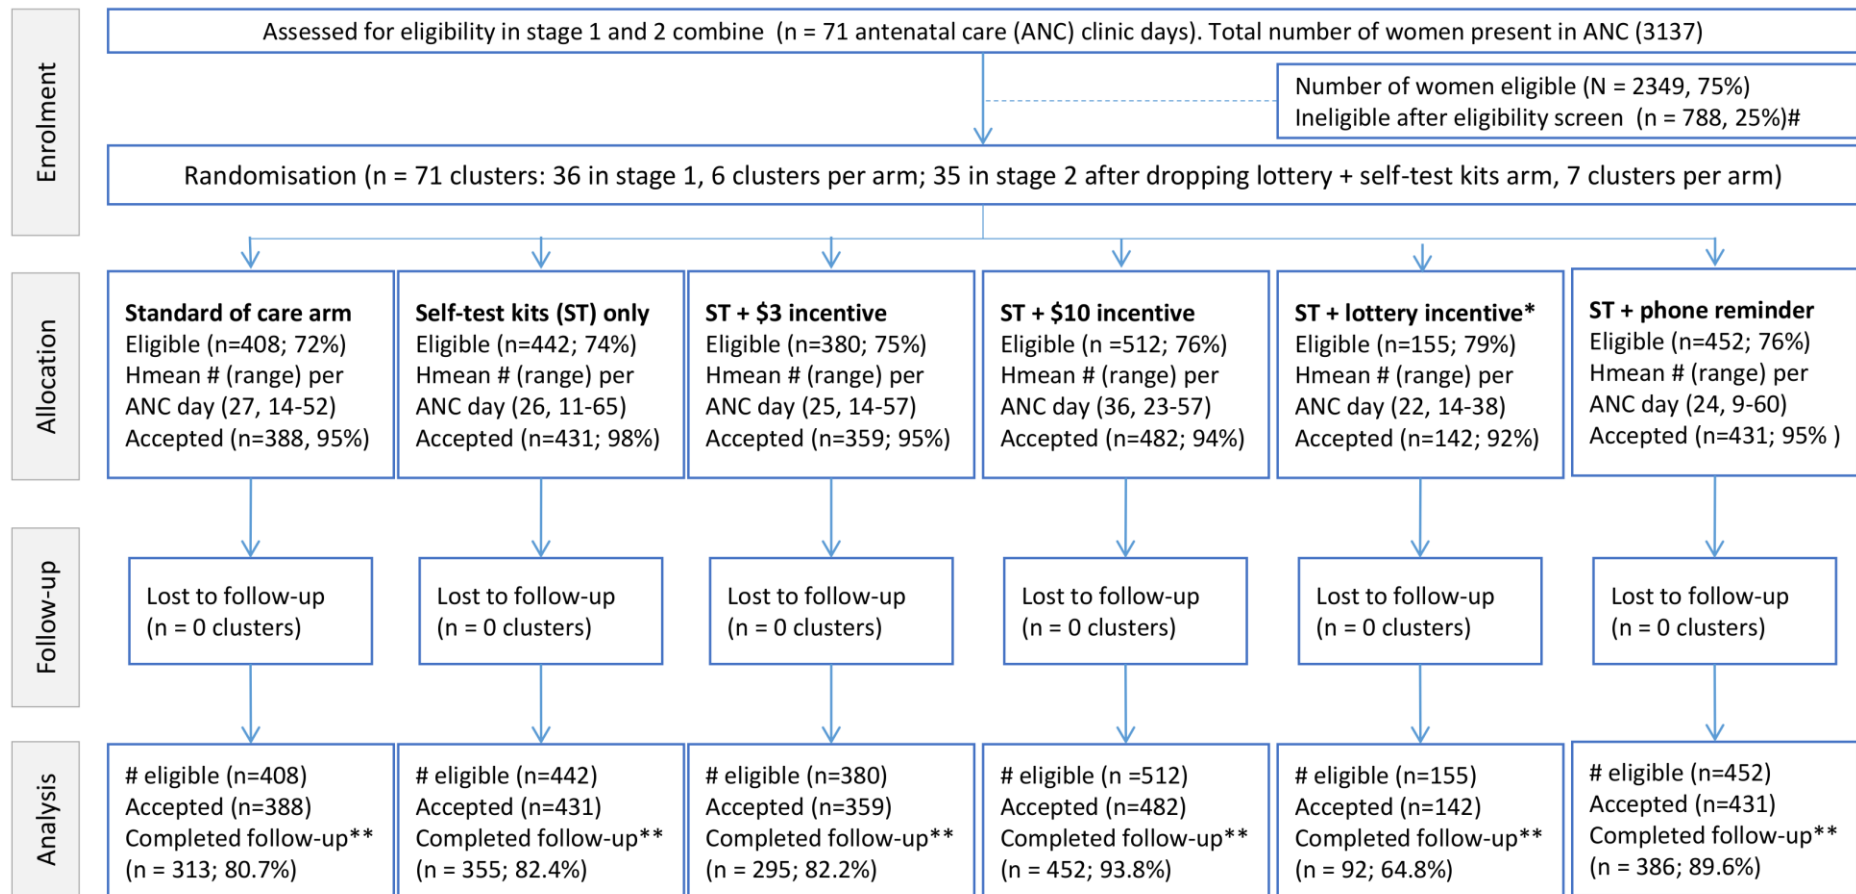 Enrolment
Assessed for eligibility in stage 1 and 2 combine (n = 71 antenatal care (ANC) clinic days). Total number of women present in ANC (3137)
Number of women eligible (N = 2349, 75%)
Ineligible after eligibility screen (n = 788, 25%)#
Randomisation (n = 71 clusters: 36 in stage 1, 6 clusters per arm; 35 in stage 2 after dropping lottery + self-test kits arm, 7 clusters per arm)
Allocation
Standard of care arm
Eligible (n=408; 72%)
Hmean # (range) per
ANC day (27, 14-52)
Accepted (n=388, 95%)
Self-test kits (ST) only
Eligible (n=442; 74%)
Hmean # (range) per
ANC day (26, 11-65)
Accepted (n=431; 98%)
ST + $3 incentive
Eligible (n=380; 75%)
Hmean # (range) per
ANC day (25, 14-57)
Accepted (n=359; 95%)
ST + $10 incentive
Eligible (n =512; 76%)
Hmean # (range) per
ANC day (36, 23-57)
Accepted (n=482; 94%)
ST + lottery incentive*
Eligible (n=155; 79%)
Hmean # (range) per
ANC day (22, 14-38)
Accepted (n=142; 92%)
ST + phone reminder
Eligible (n=452; 76%)
Hmean # (range) per
ANC day (24, 9-60)
Accepted (n=431; 95% )
Follow-up
Lost to follow-up
(n = 0 clusters)
Lost to follow-up
(n = 0 clusters)
Lost to follow-up
(n = 0 clusters)
Lost to follow-up
(n = 0 clusters)
Lost to follow-up
(n = 0 clusters)
Lost to follow-up
(n = 0 clusters)
Analysis
# eligible (n=408)
Accepted (n=388)
Completed follow-up**
(n = 313; 80.7%)
# eligible (n=442)
Accepted (n=431)
Completed follow-up**
(n = 355; 82.4%)
# eligible (n=380)
Accepted (n=359)
Completed follow-up**
(n = 295; 82.2%)
# eligible (n =512)
Accepted (n=482)
Completed follow-up**
(n = 452; 93.8%)
# eligible (n=155)
Accepted (n=142)
Completed follow-up**
(n = 92; 64.8%)
# eligible (n=452)
Accepted (n=431)
Completed follow-up**
(n = 386; 89.6%)